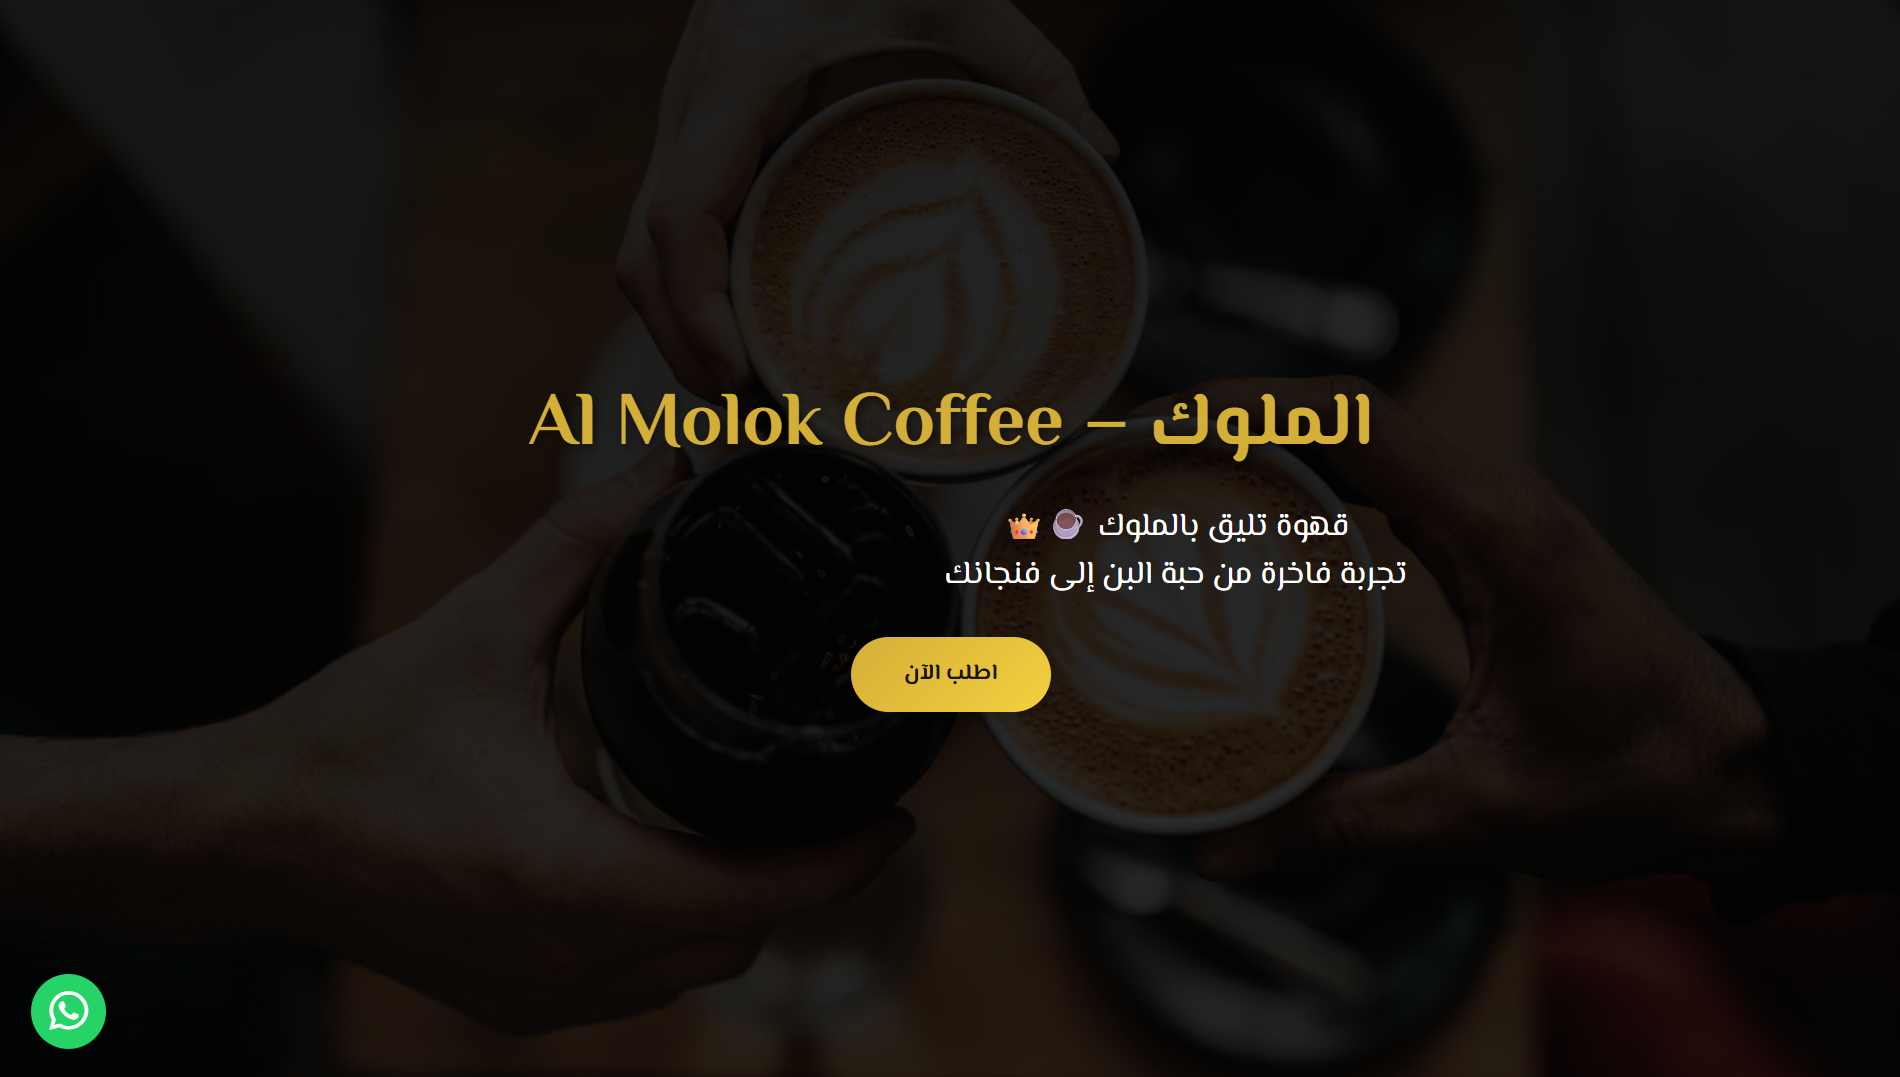 Al Molok Coffee – الملوك
قهوة تليق بالملوك ☕ 👑
تجربة فاخرة من حبة البن إلى فنجانك
اطلب الآن